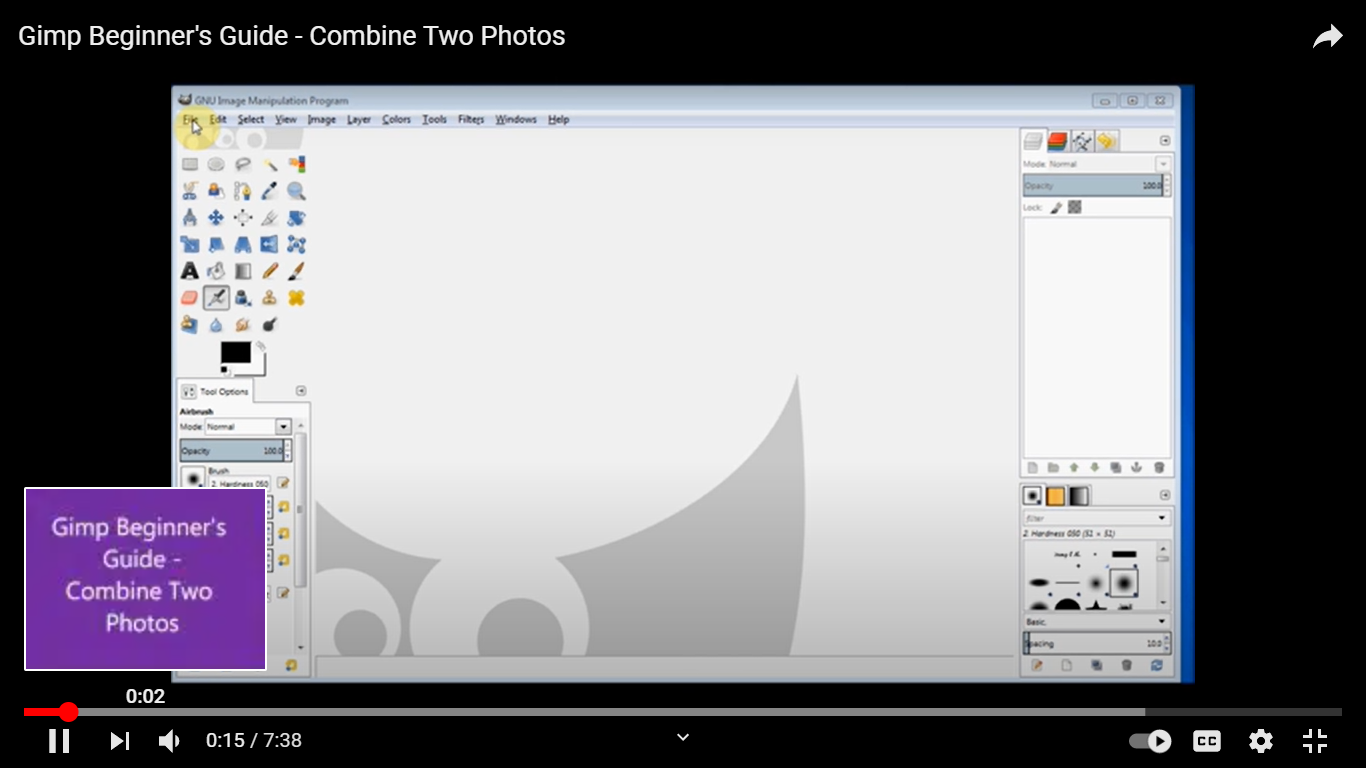 Gimp Beginner's Guide - Combine Two Photos
GNU Image Manipulation Program
File Edit Select View Image Layer Colors Tools Filters Windows Help
Mode: Normal
Opacity 100.0
Lock:
Tool Options
Airbrush
Mode: Normal
Opacity 100.0
Brush
2. Hardness 050
filter
2. Hardness 050 (51 × 51)
Basic,
Spacing 10.0
Gimp Beginner's
Guide -
Combine Two
Photos
0:02
0:15 / 7:38
CC